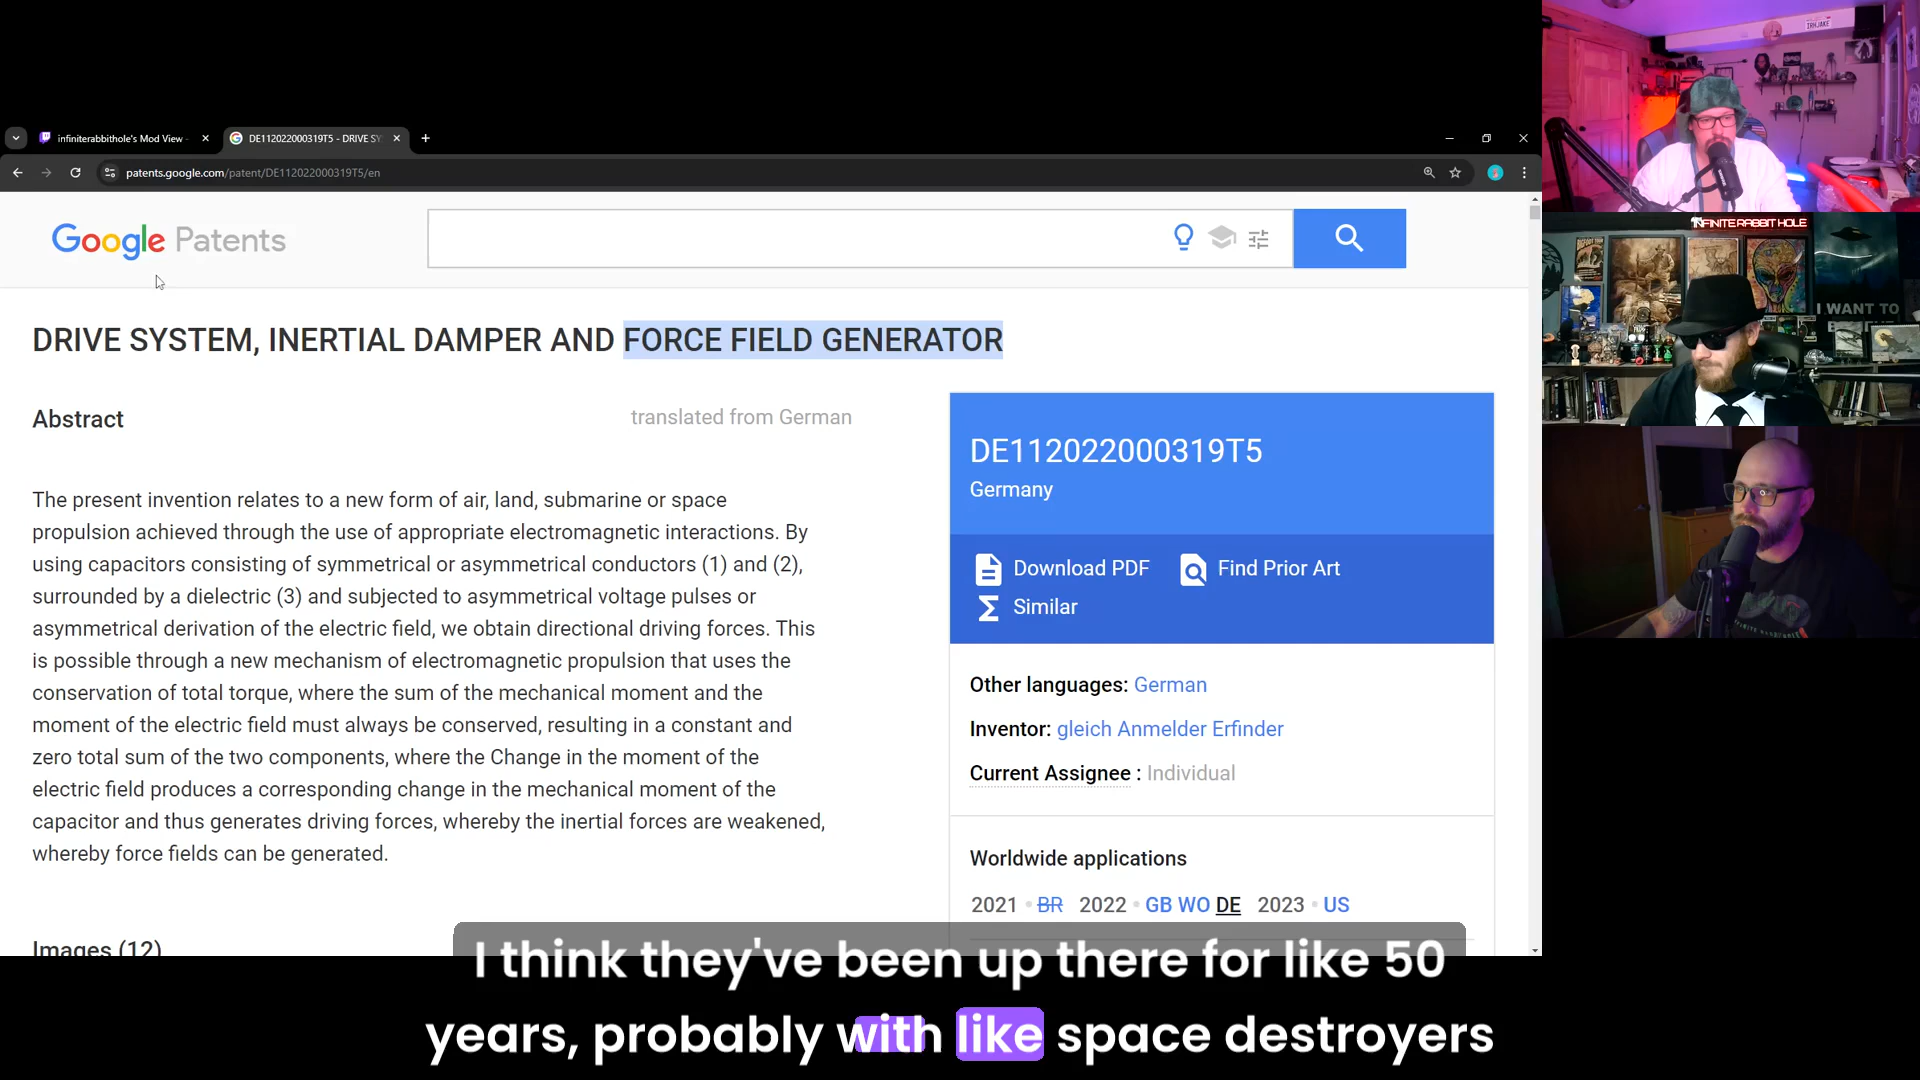 infiniterabbithole's Mod View -
DE112022000319T5 - DRIVE SY
patents.google.com/patent/DE112022000319T5/en
Google Patents
DRIVE SYSTEM, INERTIAL DAMPER AND FORCE FIELD GENERATOR
Abstract
translated from German
The present invention relates to a new form of air, land, submarine or space
propulsion achieved through the use of appropriate electromagnetic interactions. By
using capacitors consisting of symmetrical or asymmetrical conductors (1) and (2),
surrounded by a dielectric (3) and subjected to asymmetrical voltage pulses or
asymmetrical derivation of the electric field, we obtain directional driving forces. This
is possible through a new mechanism of electromagnetic propulsion that uses the
conservation of total torque, where the sum of the mechanical moment and the
moment of the electric field must always be conserved, resulting in a constant and
zero total sum of the two components, where the Change in the moment of the
electric field produces a corresponding change in the mechanical moment of the
capacitor and thus generates driving forces, whereby the inertial forces are weakened,
whereby force fields can be generated.
Images (12)
DE112022000319T5
Germany
Download PDF
Find Prior Art
Similar
Other languages: German
Inventor: gleich Anmelder Erfinder
Current Assignee : Individual
Worldwide applications
2021 • BR 2022 • GB WO DE 2023 • US
INFINITE RABBIT HOLE
I WANT TO
I think they've been up there for like 50
years, probably with like space destroyers